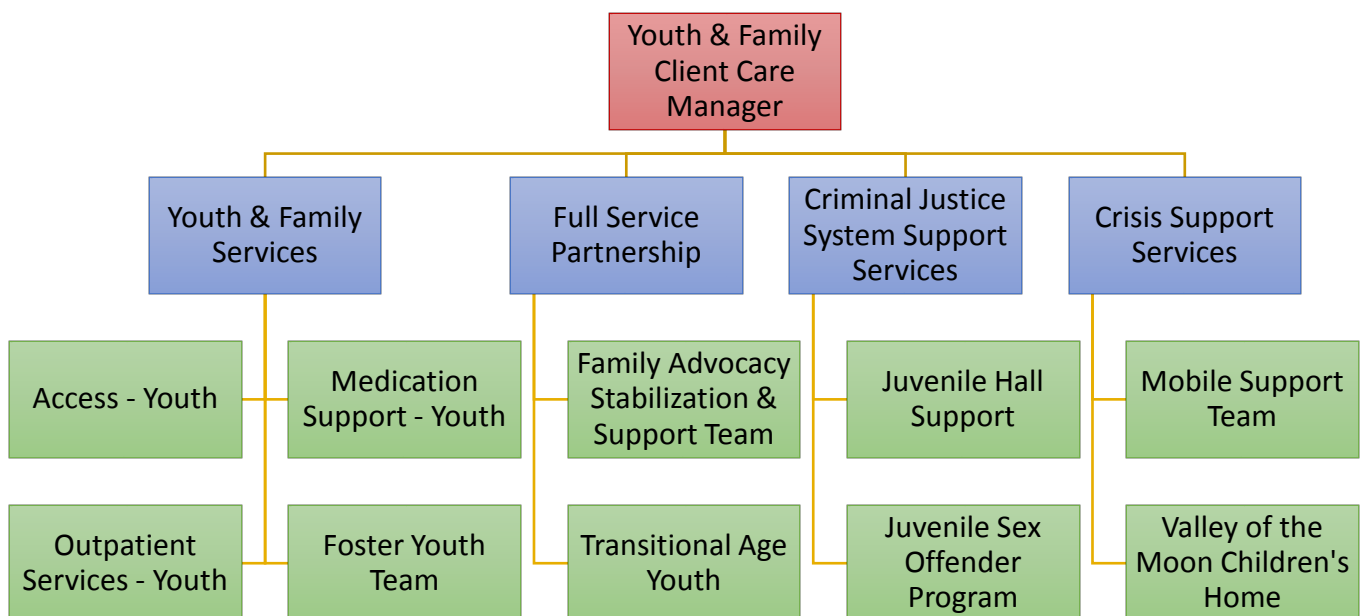 Youth & Family
Client Care
Manager
Youth & Family
Services
Full Service
Partnership
Criminal Justice
System Support
Services
Crisis Support
Services
Access - Youth
Medication
Support - Youth
Family Advocacy
Stabilization &
Support Team
Juvenile Hall
Support
Mobile Support
Team
Outpatient
Services - Youth
Foster Youth
Team
Transitional Age
Youth
Juvenile Sex
Offender
Program
Valley of the
Moon Children's
Home